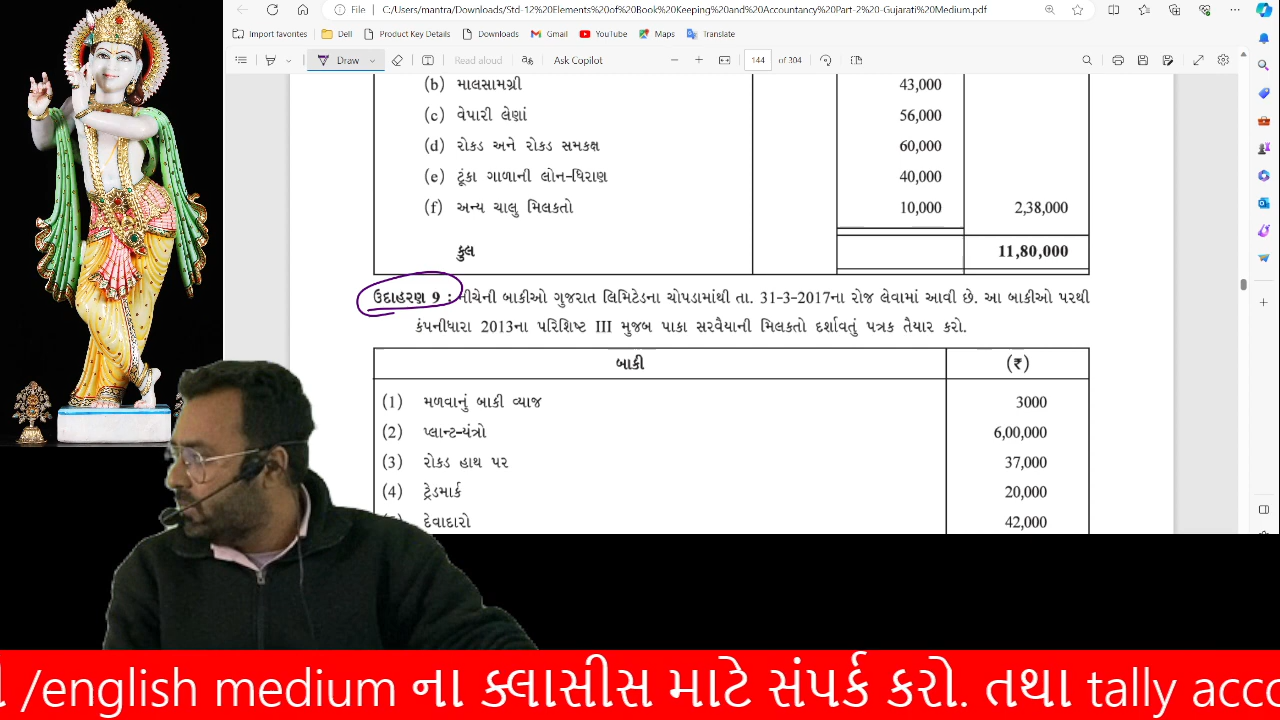 File C:/Users/mantra/Downloads/Std-12%20Elements%20of%20Book%20Keeping%20and%20Accountancy%20Part-2%20-Gujarati%20Medium.pdf
Import favorites Dell Product Key Details Downloads Gmail YouTube Maps Translate
Draw Read aloud Ask Copilot 144 of 304
(b) માલસામગ્રી 43,000
(c) વેપારી લેણાં 56,000
(d) રોકડ અને રોકડ સમકક્ષ 60,000
(e) ટૂંકા ગાળાની લોન-ધિરાણ 40,000
(f) અન્ય ચાલુ મિલકતો 10,000 2,38,000
કુલ 11,80,000
ઉદાહરણ 9 : નીચેની બાકીઓ ગુજરાત લિમિટેડના ચોપડામાંથી તા. 31-3-2017ના રોજ લેવામાં આવી છે. આ બાકીઓ પરથી
કંપનીધારા 2013ના પરિશિષ્ટ III મુજબ પાકા સરવૈયાની મિલકતો દર્શાવતું પત્રક તૈયાર કરો.
બાકી (₹)
(1) મળવાનું બાકી વ્યાજ 3000
(2) પ્લાન્ટ-યંત્રો 6,00,000
(3) રોકડ હાથ પર 37,000
(4) ટ્રેડમાર્ક 20,000
દેવાદારો 42,000
/english medium ના ક્લાસીસ માટે સંપર્ક કરો. તથા tally acco